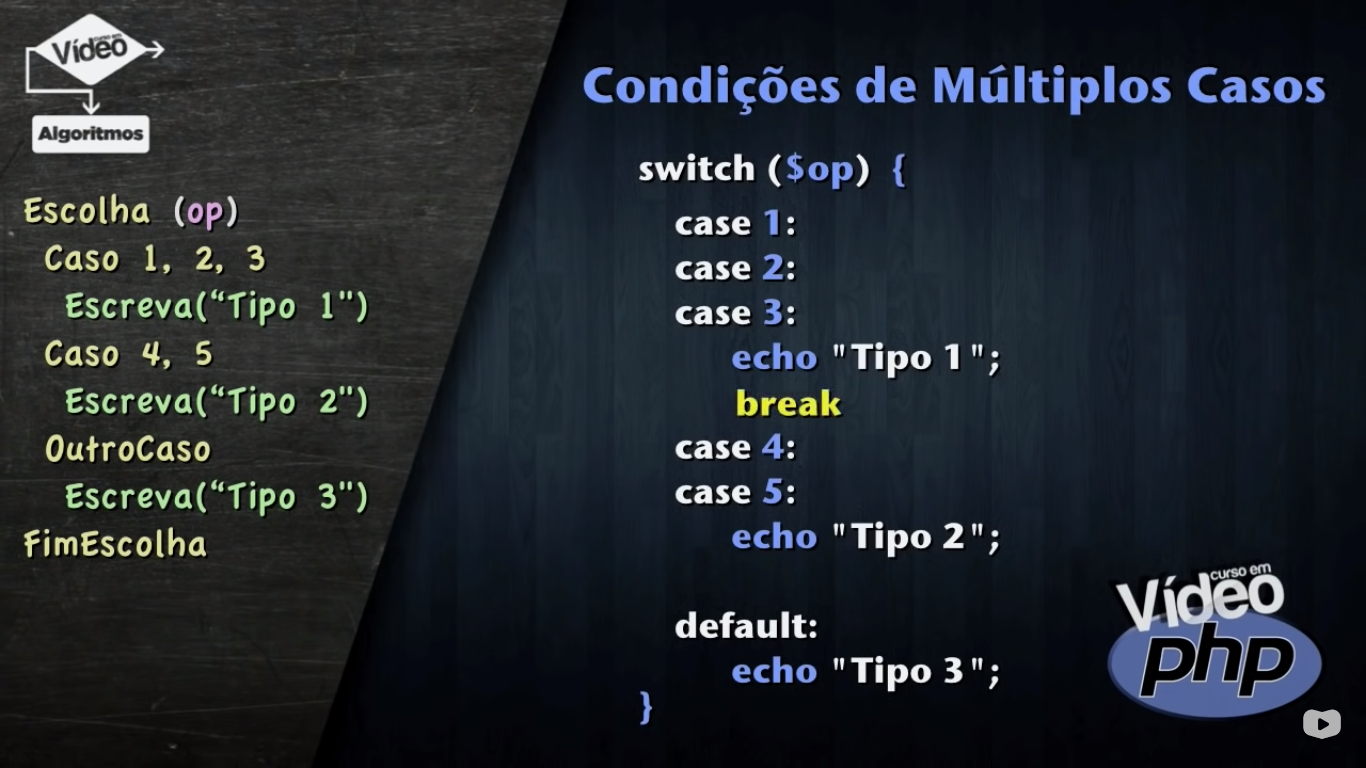 curso em
Vídeo
Algoritmos
Escolha (op)
Caso 1, 2, 3
Escreva(“Tipo 1")
Caso 4, 5
Escreva(“Tipo 2")
OutroCaso
Escreva(“Tipo 3")
FimEscolha
Condições de Múltiplos Casos
switch ($op) {
case 1:
case 2:
case 3:
echo "Tipo 1";
break
case 4:
case 5:
echo "Tipo 2";
default:
echo "Tipo 3";
}
curso em
Vídeo
php